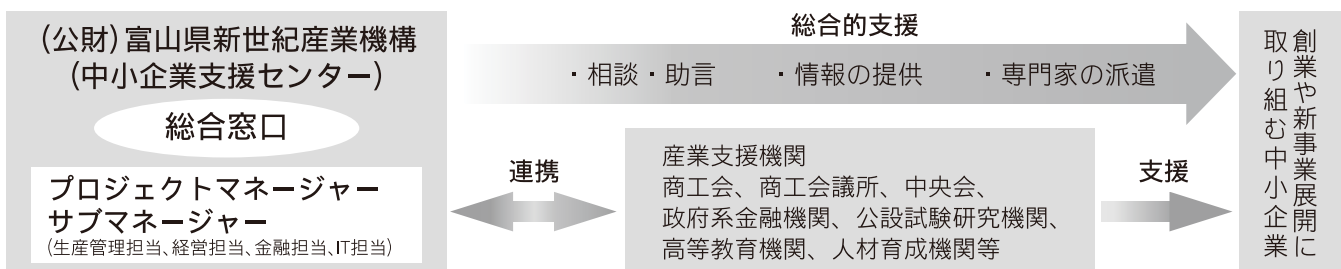 (公財)富山県新世紀産業機構
(中小企業支援センター)
総合窓口
プロジェクトマネージャー
サブマネージャー
(生産管理担当、経営担当、金融担当、IT担当)
総合的支援
・相談・助言　・情報の提供　・専門家の派遣
連携
産業支援機関
商工会、商工会議所、中央会、
政府系金融機関、公設試験研究機関、
高等教育機関、人材育成機関等
支援
創業や新事業展開に
取り組む中小企業